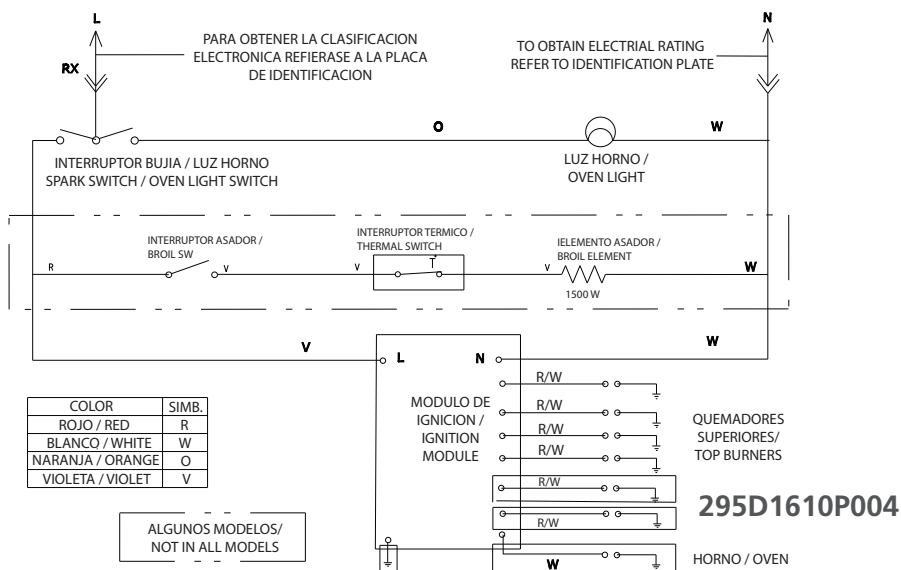 L
N
PARA OBTENER LA CLASIFICACION
ELECTRONICA REFIERASE A LA PLACA
DE IDENTIFICACION
TO OBTAIN ELECTRIAL RATING
REFER TO IDENTIFICATION PLATE
RX
O
W
INTERRUPTOR BUJIA / LUZ HORNO
SPARK SWITCH / OVEN LIGHT SWITCH
LUZ HORNO /
OVEN LIGHT
INTERRUPTOR ASADOR /
BROIL SW
INTERRUPTOR TERMICO /
THERMAL SWITCH
IELEMENTO ASADOR /
BROIL ELEMENT
R
V
V
T
V
W
1500 W
V
W
L
N
MODULO DE
IGNICION /
IGNITION
MODULE
R/W
R/W
R/W
R/W
R/W
R/W
W
QUEMADORES
SUPERIORES/
TOP BURNERS
295D1610P004
HORNO / OVEN
COLOR SIMB.
ROJO / RED R
BLANCO / WHITE W
NARANJA / ORANGE O
VIOLETA / VIOLET V
ALGUNOS MODELOS/
NOT IN ALL MODELS